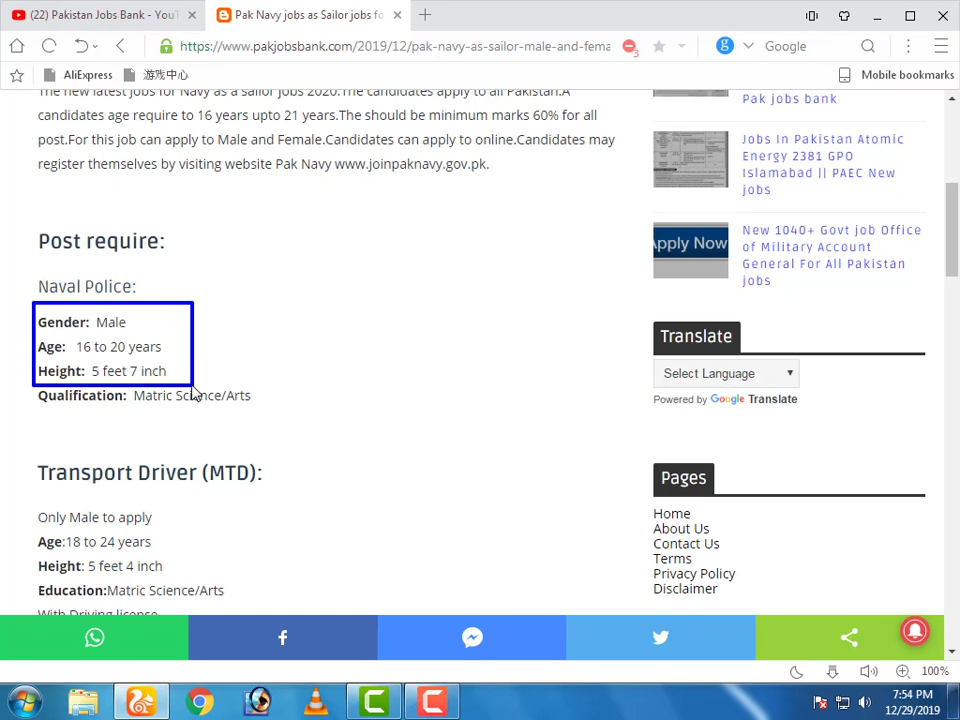 (22) Pakistan Jobs Bank - YouT
Pak Navy jobs as Sailor jobs fo
https://www.pakjobsbank.com/2019/12/pak-navy-as-sailor-male-and-fema
3
g
Google
AliExpress
游戏中心
Mobile bookmarks
The new latest jobs for Navy as a sailor jobs 2020.The candidates apply to all Pakistan.A
candidates age require to 16 years upto 21 years.The should be minimum marks 60% for all
post.For this job can apply to Male and Female.Candidates can apply to online.Candidates may
register themselves by visiting website Pak Navy www.joinpaknavy.gov.pk.
Post require:
Naval Police:
Gender: Male
Age: 16 to 20 years
Height: 5 feet 7 inch
Qualification: Matric Science/Arts
Transport Driver (MTD):
Only Male to apply
Age:18 to 24 years
Height: 5 feet 4 inch
Education:Matric Science/Arts
With Driving license
Pak jobs bank
Jobs In Pakistan Atomic
Energy 2381 GPO
Islamabad || PAEC New
jobs
Apply Now
New 1040+ Govt job Office
of Military Account
General For All Pakistan
jobs
Translate
Select Language
Powered by Google Translate
Pages
Home
About Us
Contact Us
Terms
Privacy Policy
Disclaimer
100%
7:54 PM
12/29/2019